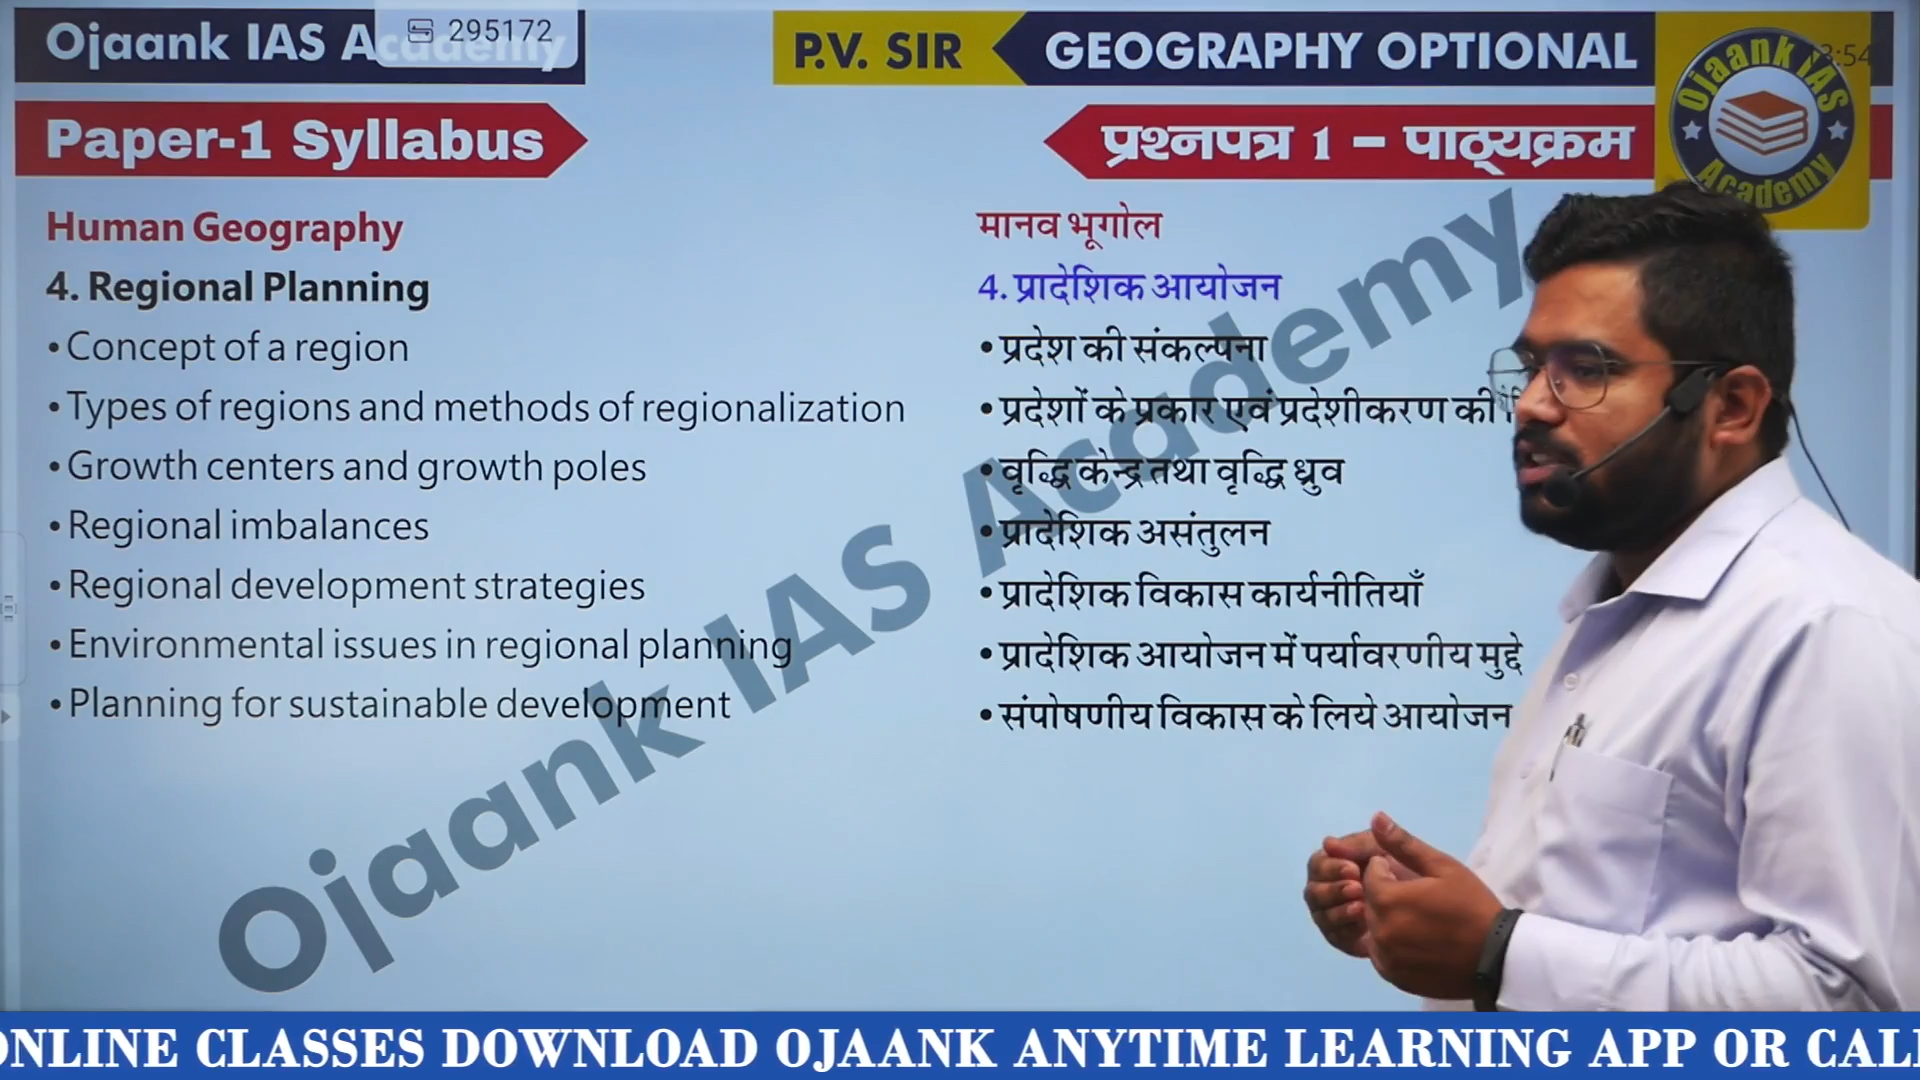 Ojaank IAS Academy
295172
P.V. SIR
GEOGRAPHY OPTIONAL
3:54
Ojaank IAS Academy
Paper-1 Syllabus
प्रश्नपत्र 1 – पाठ्यक्रम
Human Geography
4. Regional Planning
• Concept of a region
• Types of regions and methods of regionalization
• Growth centers and growth poles
• Regional imbalances
• Regional development strategies
• Environmental issues in regional planning
• Planning for sustainable development
मानव भूगोल
4. प्रादेशिक आयोजन
• प्रदेश की संकल्पना
• प्रदेशों के प्रकार एवं प्रदेशीकरण की
• वृद्धि केन्द्र तथा वृद्धि ध्रुव
• प्रादेशिक असंतुलन
• प्रादेशिक विकास कार्यनीतियाँ
• प्रादेशिक आयोजन में पर्यावरणीय मुद्दे
• संपोषणीय विकास के लिये आयोजन
Ojaank IAS Academy
ONLINE CLASSES DOWNLOAD OJAANK ANYTIME LEARNING APP OR CALL